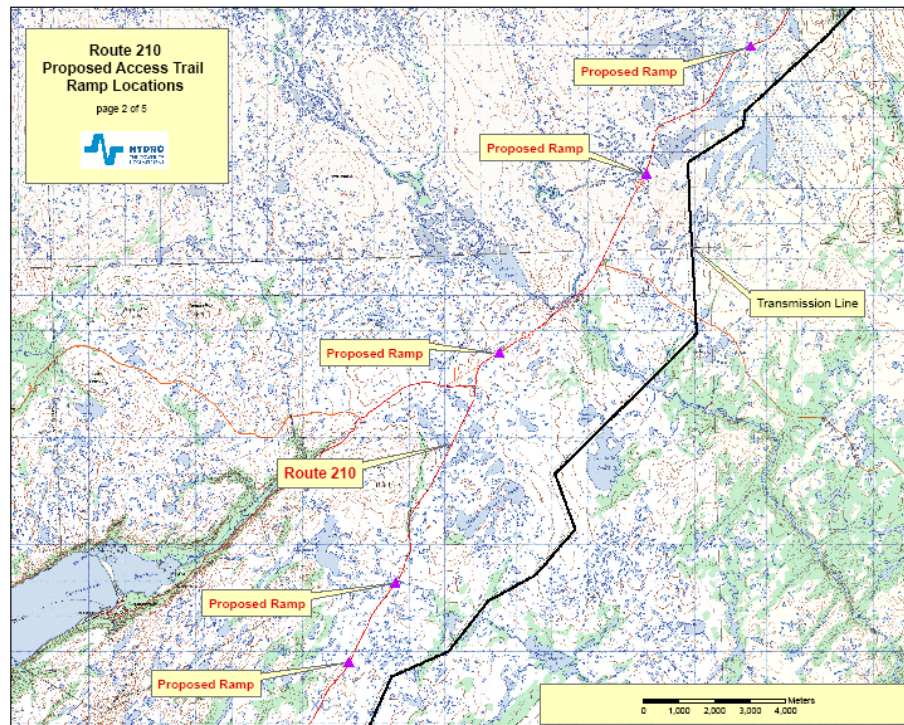 Route 210
Proposed Access Trail
Ramp Locations
page 2 of 5
HYDRO
Proposed Ramp
Proposed Ramp
Transmission Line
Proposed Ramp
Route 210
Proposed Ramp
Proposed Ramp
Meters
0 1,000 2,000 3,000 4,000